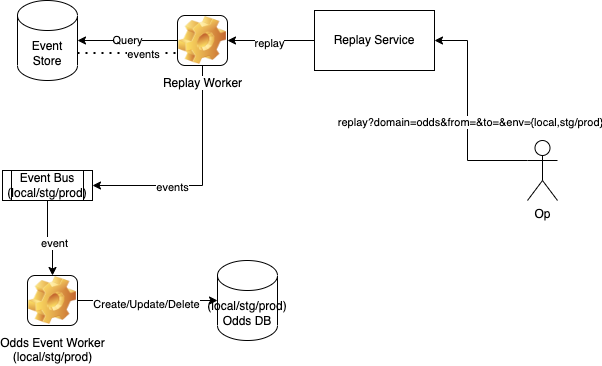 Event
Store
Query
events
Replay Worker
replay
Replay Service
replay?domain=odds&from=&to=&env={local,stg/prod}
Op
Event Bus
(local/stg/prod)
events
event
Odds Event Worker
(local/stg/prod)
Create/Update/Delete
(local/stg/prod)
Odds DB